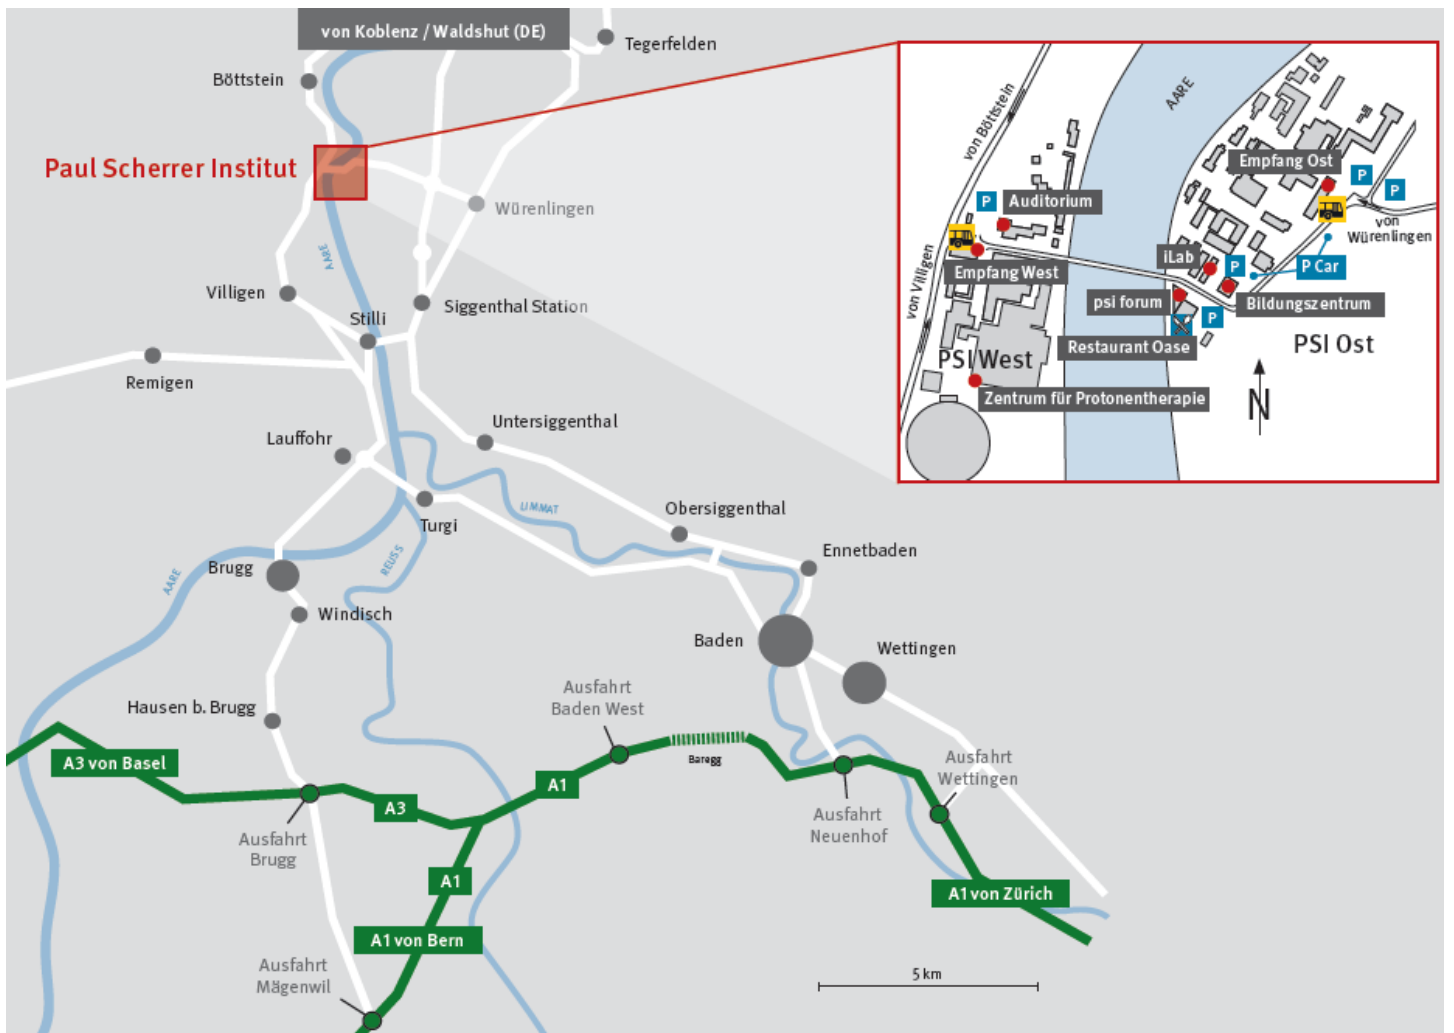 von Koblenz / Waldshut (DE)
Tegerfelden
Böttstein
Paul Scherrer Institut
Würenlingen
AARE
Villigen
Siggenthal Station
Stilli
Remigen
Untersiggenthal
Lauffohr
LIMMAT
Obersiggenthal
Turgi
Ennetbaden
REUSS
AARE
Brugg
Windisch
Baden
Wettingen
Ausfahrt
Baden West
Hausen b. Brugg
A3 von Basel
Baregg
Ausfahrt
Wettingen
A1
A3
Ausfahrt
Neuenhof
Ausfahrt
Brugg
A1
A1 von Zürich
A1 von Bern
Ausfahrt
Mägenwil
5 km
AARE
von Böttstein
Empfang Ost
P
P
P
Auditorium
von
Würenlingen
iLab
P
P Car
Empfang West
von Villigen
psi forum
Bildungszentrum
P
Restaurant Oase
PSI Ost
PSI West
Zentrum für Protonentherapie
N